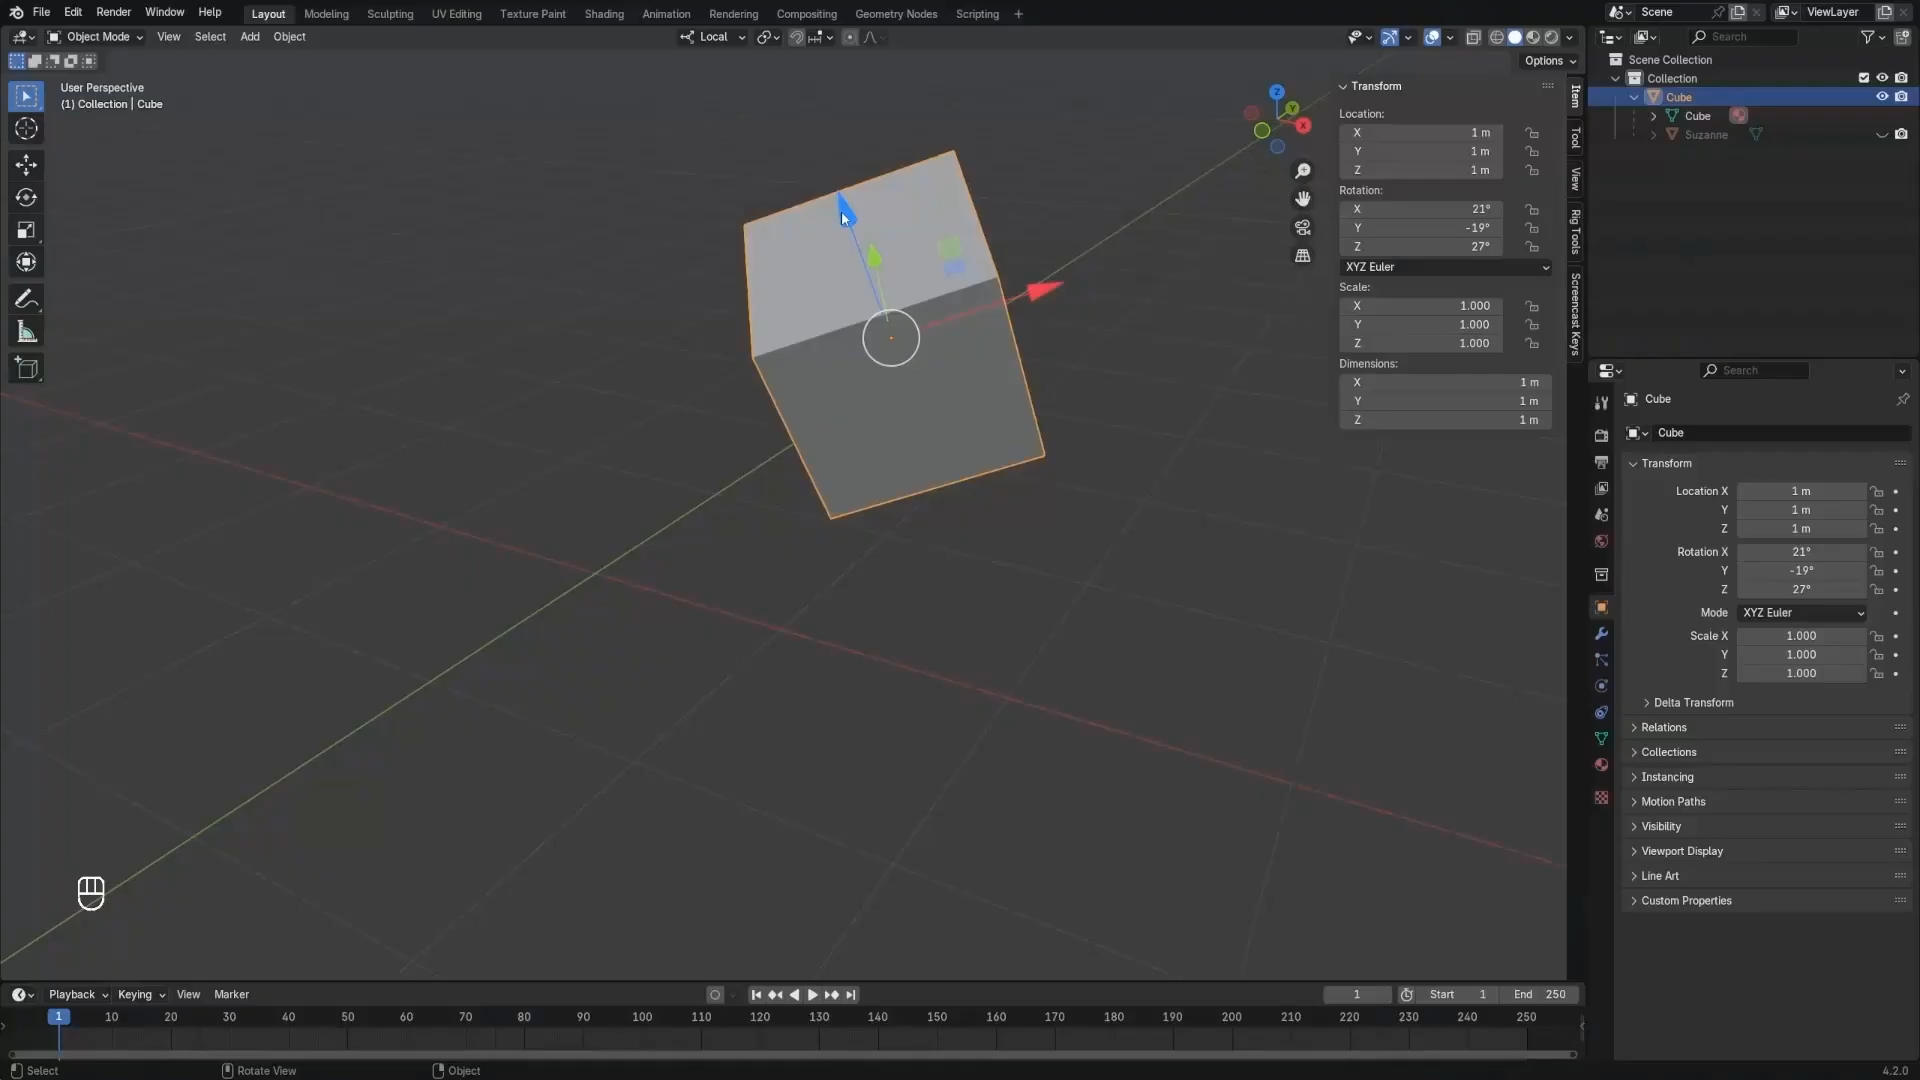 File Edit Render Window Help Layout Modeling Sculpting UV Editing Texture Paint Shading Animation Rendering Compositing Geometry Nodes Scripting + Scene ViewLayer
Object Mode View Select Add Object Local Search
Options
User Perspective
(1) Collection | Cube
Z
Y
X
Transform
Location:
X 1 m
Y 1 m
Z 1 m
Rotation:
X 21°
Y -19°
Z 27°
XYZ Euler
Scale:
X 1.000
Y 1.000
Z 1.000
Dimensions:
X 1 m
Y 1 m
Z 1 m
Item
Tool
View
Rig Tools
Screencast Keys
Scene Collection
Collection
Cube
Cube
Suzanne
Search
Cube
Cube
Transform
Location X 1 m
Y 1 m
Z 1 m
Rotation X 21°
Y -19°
Z 27°
Mode XYZ Euler
Scale X 1.000
Y 1.000
Z 1.000
Delta Transform
Relations
Collections
Instancing
Motion Paths
Visibility
Viewport Display
Line Art
Custom Properties
Playback Keying View Marker 1 Start 1 End 250
1 10 20 30 40 50 60 70 80 90 100 110 120 130 140 150 160 170 180 190 200 210 220 230 240 250
Select Rotate View Object 4.2.0